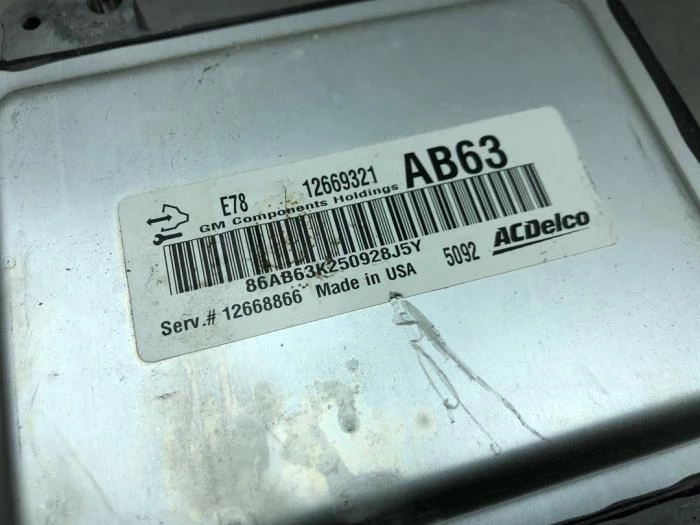 E78 12669321 AB63
GM Components Holdings
86AB63K250928J5Y
5092 ACDelco
Serv.# 12668866 Made in USA